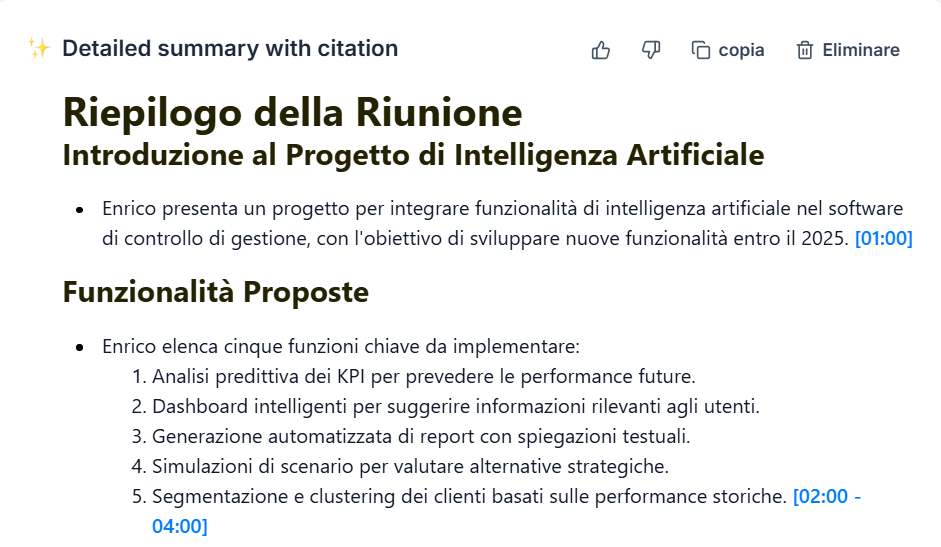 ✨ Detailed summary with citation copia Eliminare
Riepilogo della Riunione
Introduzione al Progetto di Intelligenza Artificiale
• Enrico presenta un progetto per integrare funzionalità di intelligenza artificiale nel software
di controllo di gestione, con l'obiettivo di sviluppare nuove funzionalità entro il 2025. [01:00]
Funzionalità Proposte
• Enrico elenca cinque funzioni chiave da implementare:
1. Analisi predittiva dei KPI per prevedere le performance future.
2. Dashboard intelligenti per suggerire informazioni rilevanti agli utenti.
3. Generazione automatizzata di report con spiegazioni testuali.
4. Simulazioni di scenario per valutare alternative strategiche.
5. Segmentazione e clustering dei clienti basati sulle performance storiche. [02:00 -
04:00]